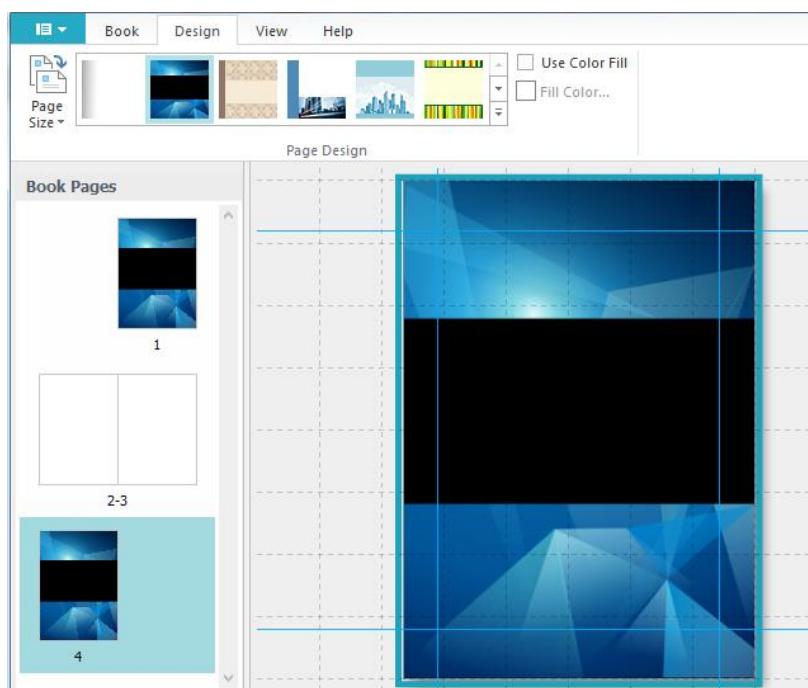 Book Design View Help
Page
Size
Use Color Fill
Fill Color...
Page Design
Book Pages
1
2-3
4